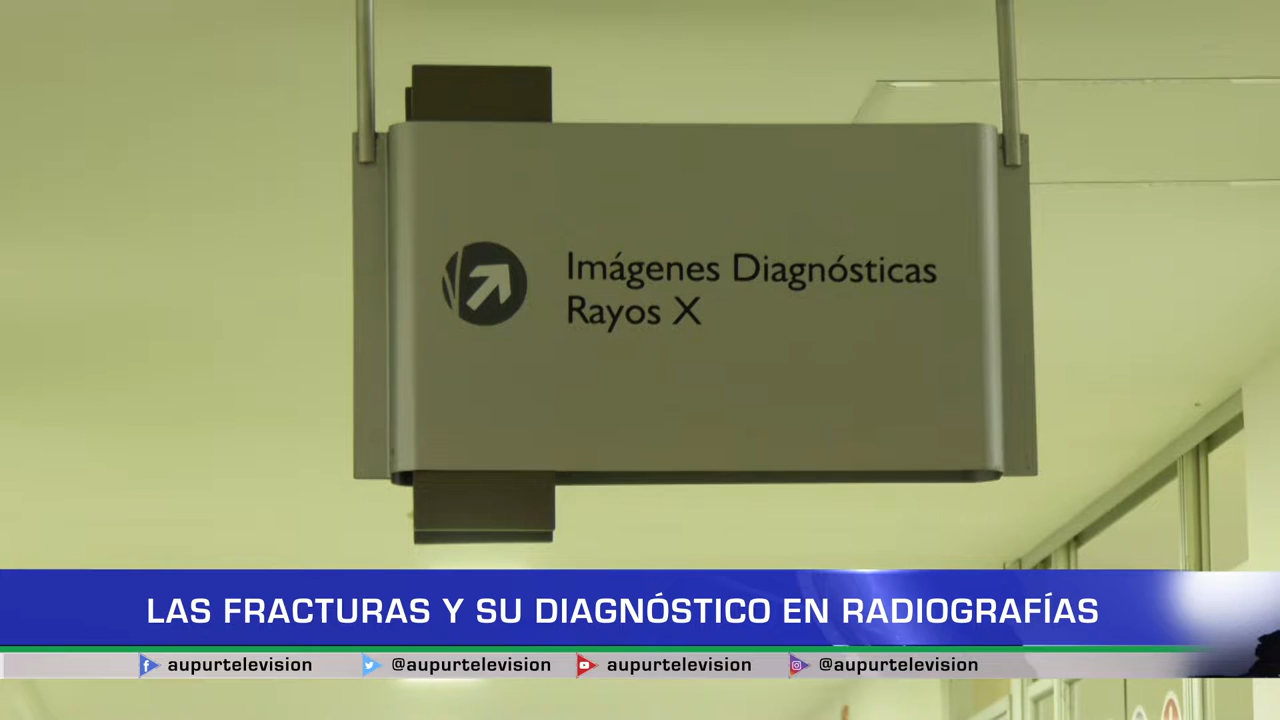 Imágenes Diagnósticas
Rayos X
LAS FRACTURAS Y SU DIAGNÓSTICO EN RADIOGRAFÍAS
aupurtelevision @aupurtelevision aupurtelevision @aupurtelevision